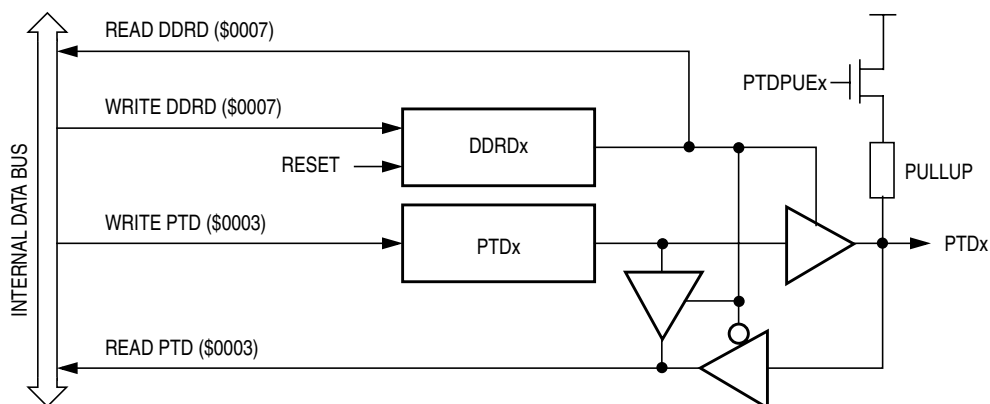 READ DDRD ($0007)
PTDPUEx
WRITE DDRD ($0007)
DDRDx
RESET
PULLUP
INTERNAL DATA BUS
WRITE PTD ($0003)
PTDx
PTDx
READ PTD ($0003)